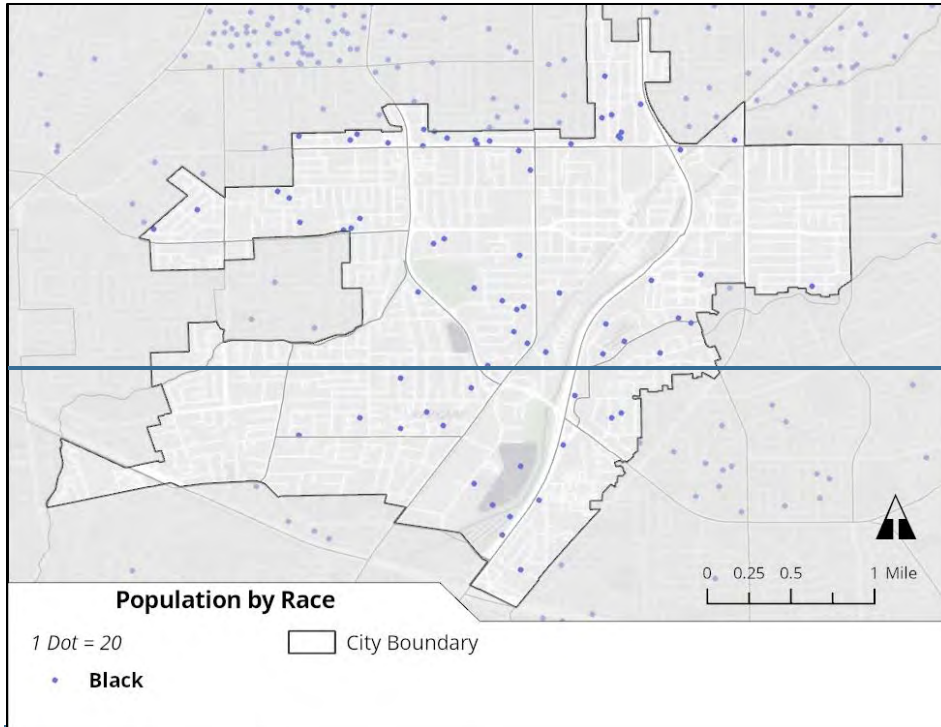 0 0.25 0.5 1 Mile
Population by Race
1 Dot = 20
City Boundary
Black